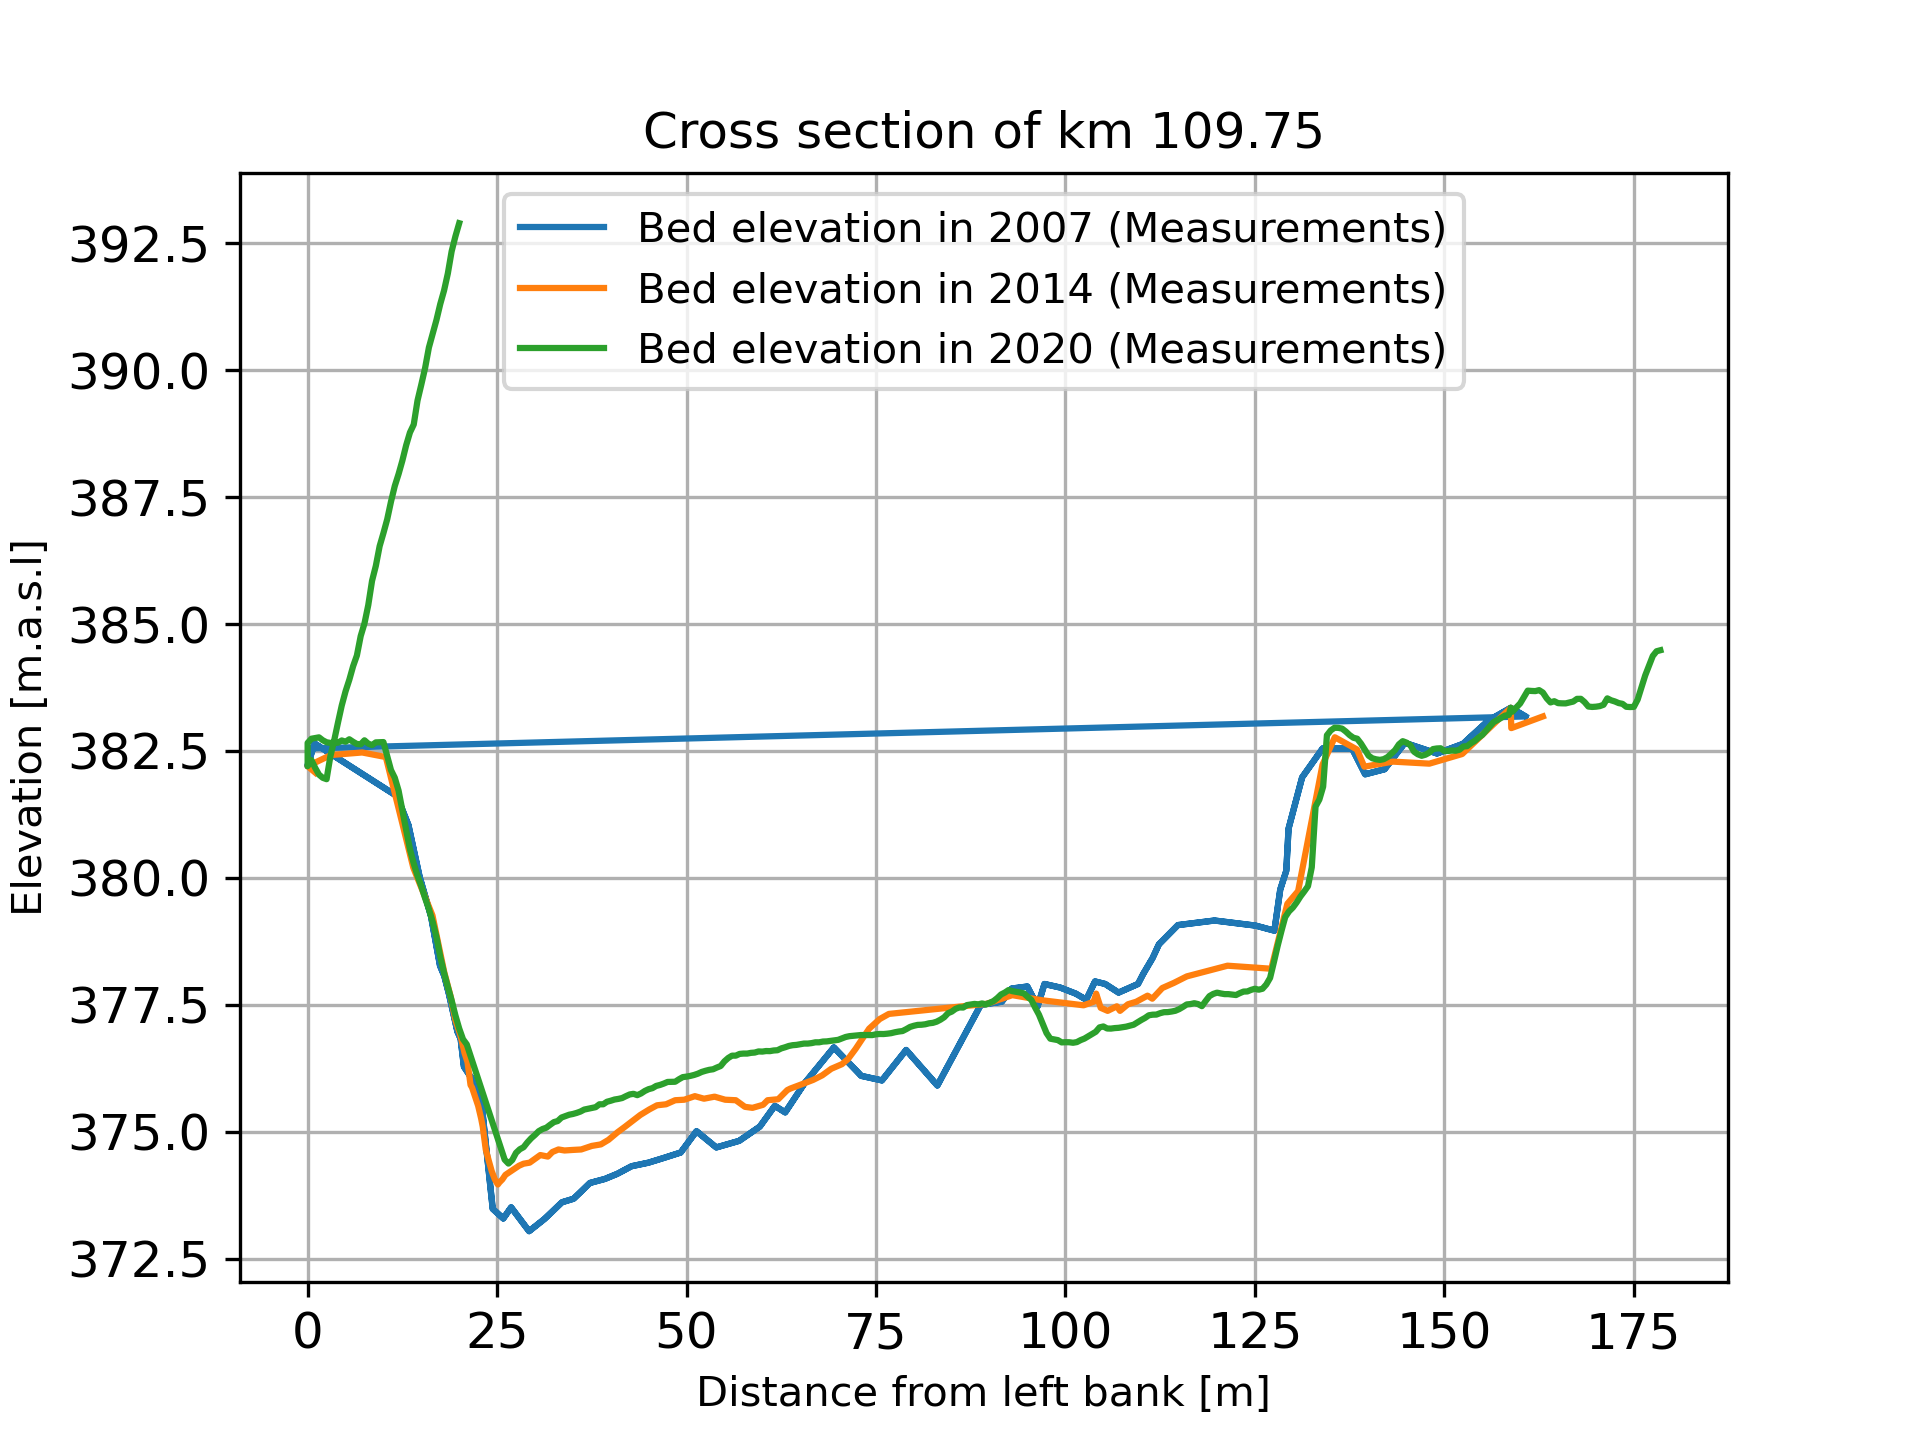 Cross section of km 109.75
Bed elevation in 2007 (Measurements)
Bed elevation in 2014 (Measurements)
Bed elevation in 2020 (Measurements)
Elevation [m.a.s.l]
392.5
390.0
387.5
385.0
382.5
380.0
377.5
375.0
372.5
0 25 50 75 100 125 150 175
Distance from left bank [m]